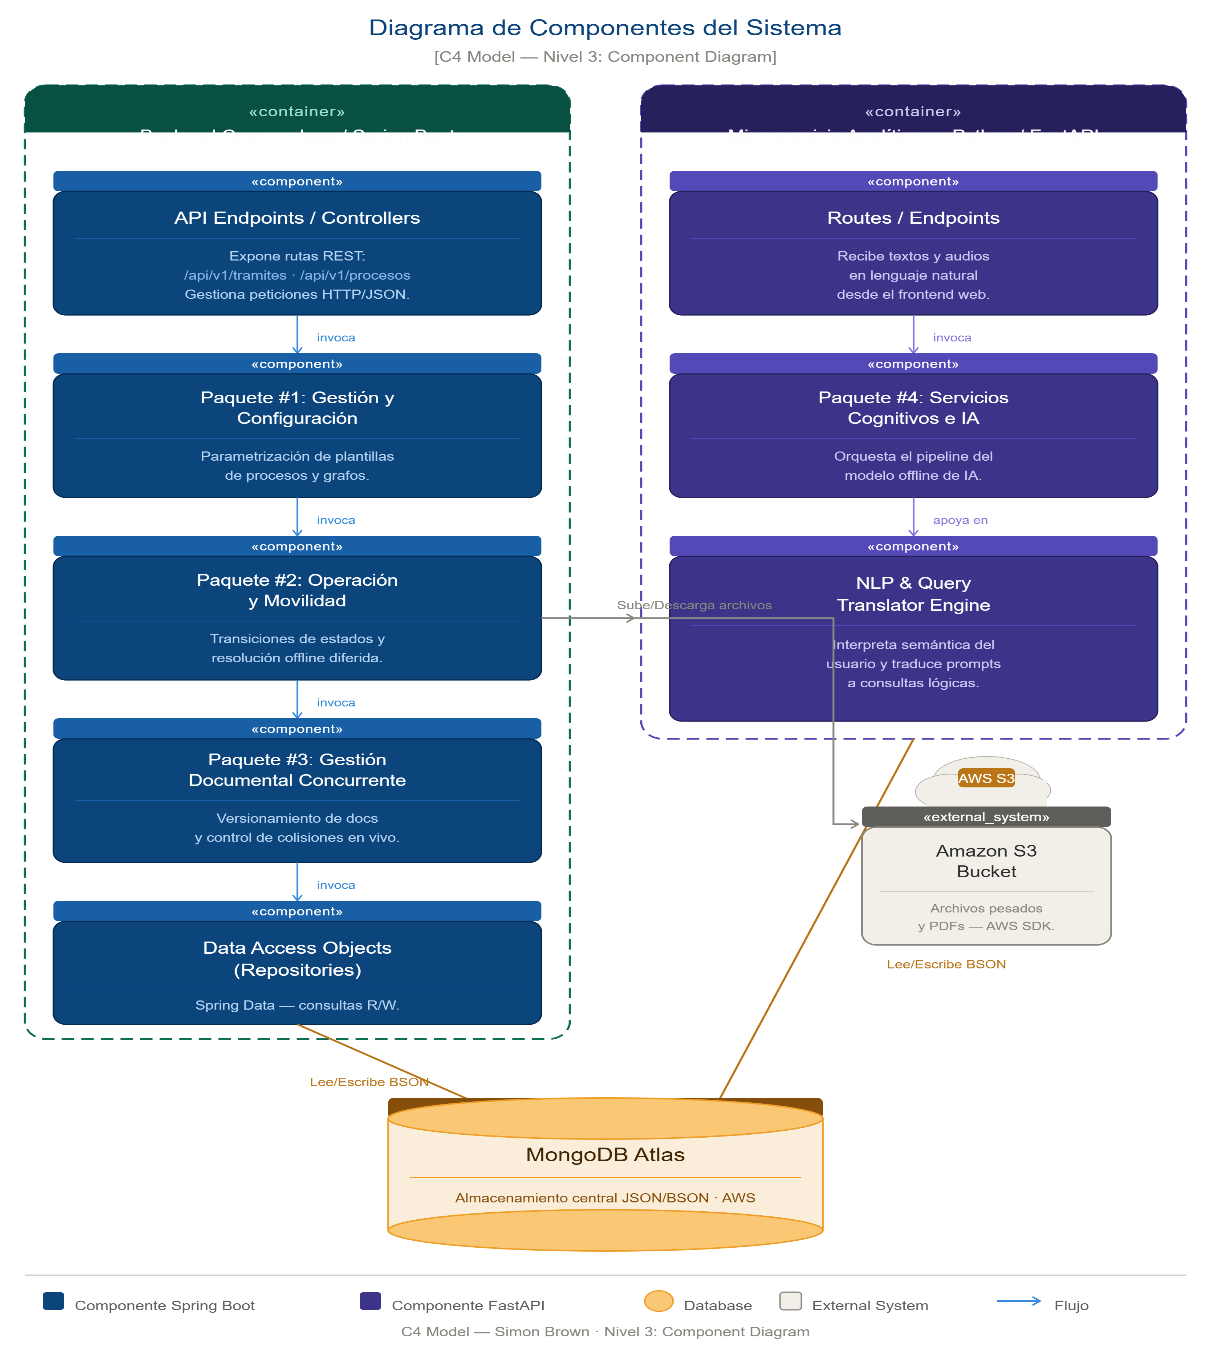 Diagrama de Componentes del Sistema
[C4 Model — Nivel 3: Component Diagram]
«container»
«component»
API Endpoints / Controllers
Expone rutas REST:
/api/v1/tramites · /api/v1/procesos
Gestiona peticiones HTTP/JSON.
invoca
«component»
Paquete #1: Gestión y
Configuración
Parametrización de plantillas
de procesos y grafos.
invoca
«component»
Paquete #2: Operación
y Movilidad
Transiciones de estados y
resolución offline diferida.
invoca
«component»
Paquete #3: Gestión
Documental Concurrente
Versionamiento de docs
y control de colisiones en vivo.
invoca
«component»
Data Access Objects
(Repositories)
Spring Data — consultas R/W.
«container»
«component»
Routes / Endpoints
Recibe textos y audios
en lenguaje natural
desde el frontend web.
invoca
«component»
Paquete #4: Servicios
Cognitivos e IA
Orquesta el pipeline del
modelo offline de IA.
apoya en
«component»
NLP & Query
Translator Engine
Interpreta semántica del
usuario y traduce prompts
a consultas lógicas.
Sube/Descarga archivos
AWS S3
«external_system»
Amazon S3
Bucket
Archivos pesados
y PDFs — AWS SDK.
Lee/Escribe BSON
Lee/Escribe BSON
MongoDB Atlas
Almacenamiento central JSON/BSON · AWS
Componente Spring Boot
Componente FastAPI
Database
External System
Flujo
C4 Model — Simon Brown · Nivel 3: Component Diagram